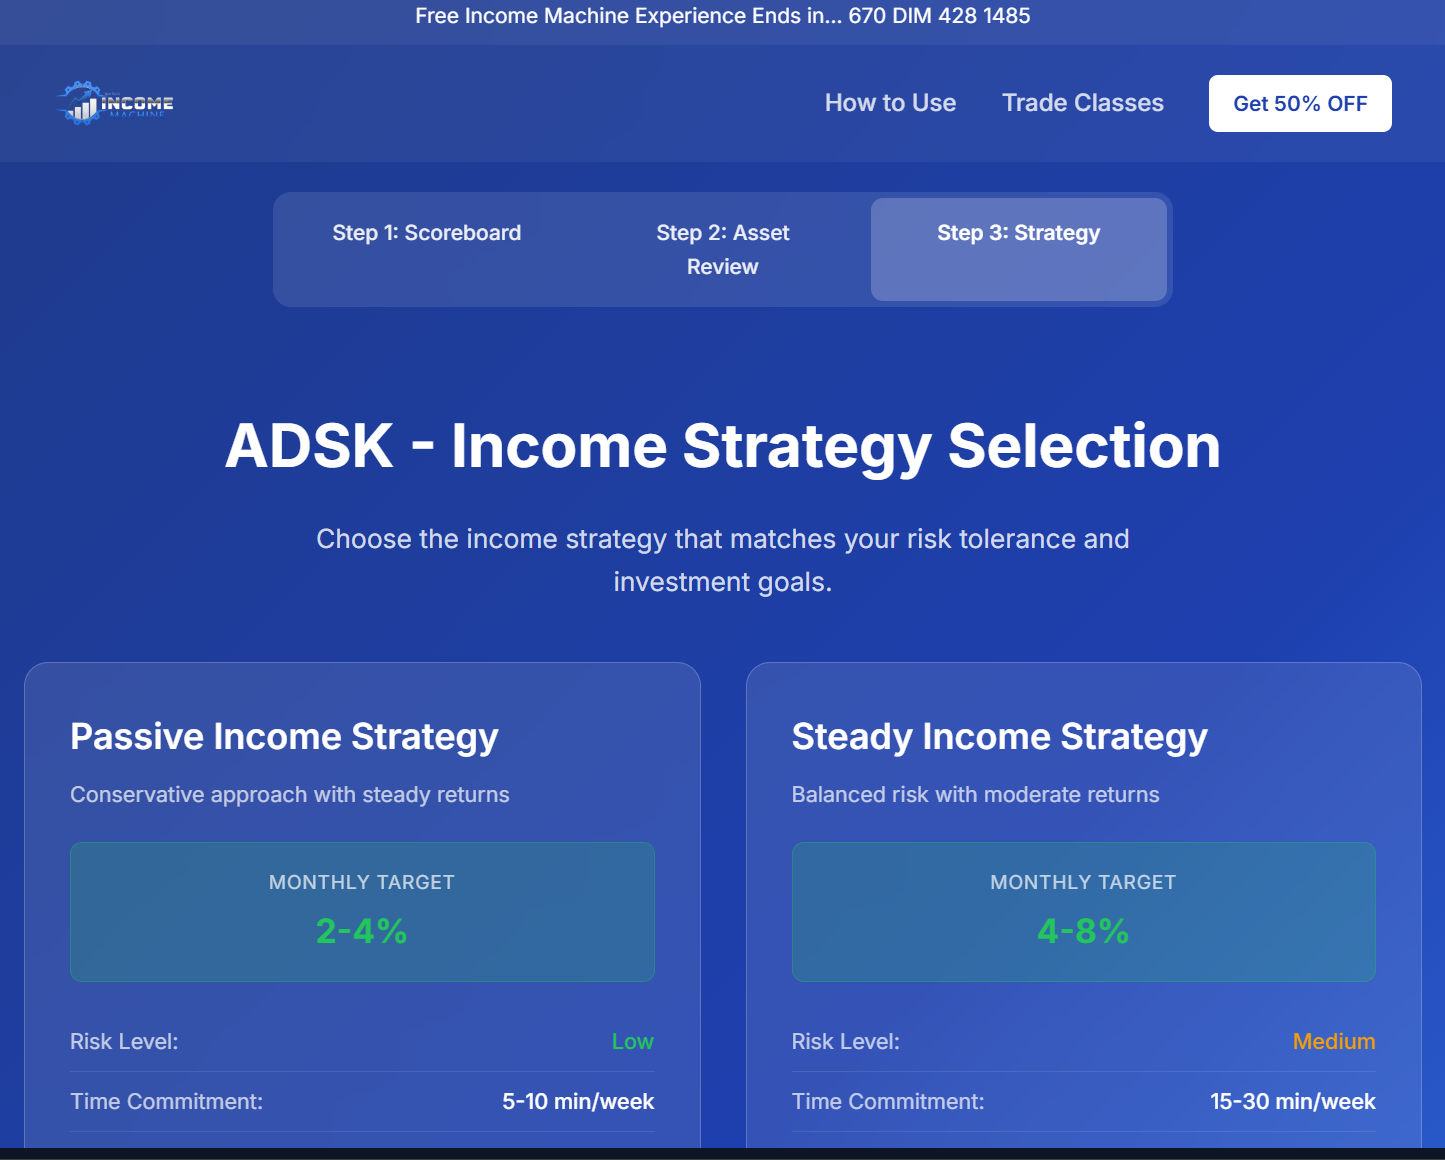 Free Income Machine Experience Ends in... 670 DIM 428 1485
INCOME
MACHINE
How to Use
Trade Classes
Get 50% OFF
Step 1: Scoreboard
Step 2: Asset
Review
Step 3: Strategy
ADSK - Income Strategy Selection
Choose the income strategy that matches your risk tolerance and
investment goals.
Passive Income Strategy
Conservative approach with steady returns
MONTHLY TARGET
2-4%
Risk Level:
Low
Time Commitment:
5-10 min/week
Steady Income Strategy
Balanced risk with moderate returns
MONTHLY TARGET
4-8%
Risk Level:
Medium
Time Commitment:
15-30 min/week